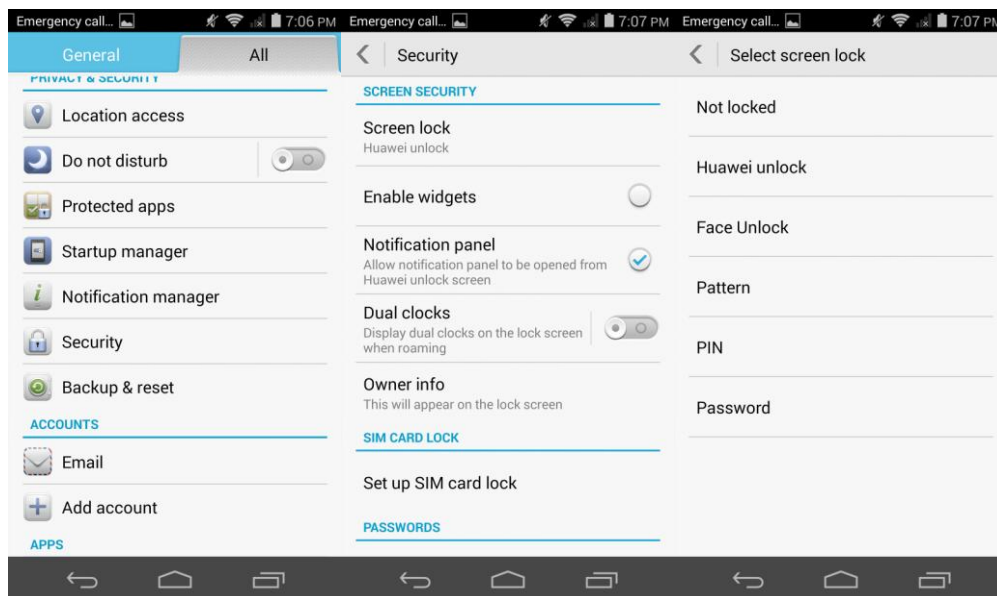 Emergency call... 7:06 PM
General All
PRIVACY & SECURITY
Location access
Do not disturb
Protected apps
Startup manager
Notification manager
Security
Backup & reset
ACCOUNTS
Email
Add account
APPS
Emergency call... 7:07 PM
Security
SCREEN SECURITY
Screen lock
Huawei unlock
Enable widgets
Notification panel
Allow notification panel to be opened from
Huawei unlock screen
Dual clocks
Display dual clocks on the lock screen
when roaming
Owner info
This will appear on the lock screen
SIM CARD LOCK
Set up SIM card lock
PASSWORDS
Emergency call... 7:07 PM
Select screen lock
Not locked
Huawei unlock
Face Unlock
Pattern
PIN
Password